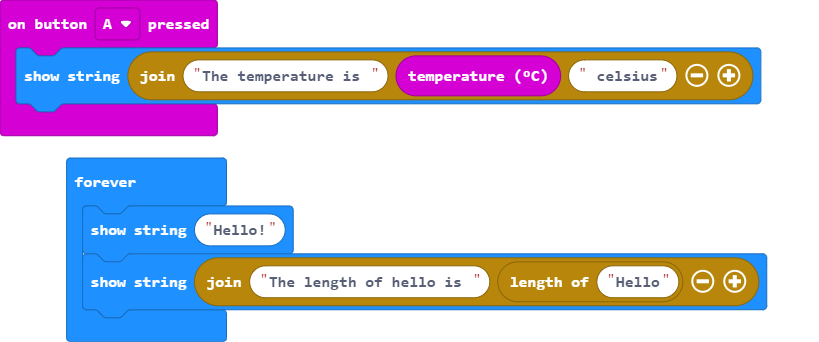 on button A pressed
show string join "The temperature is " temperature (ºC) " celsius"
forever
show string "Hello!"
show string join "The length of hello is " length of "Hello"